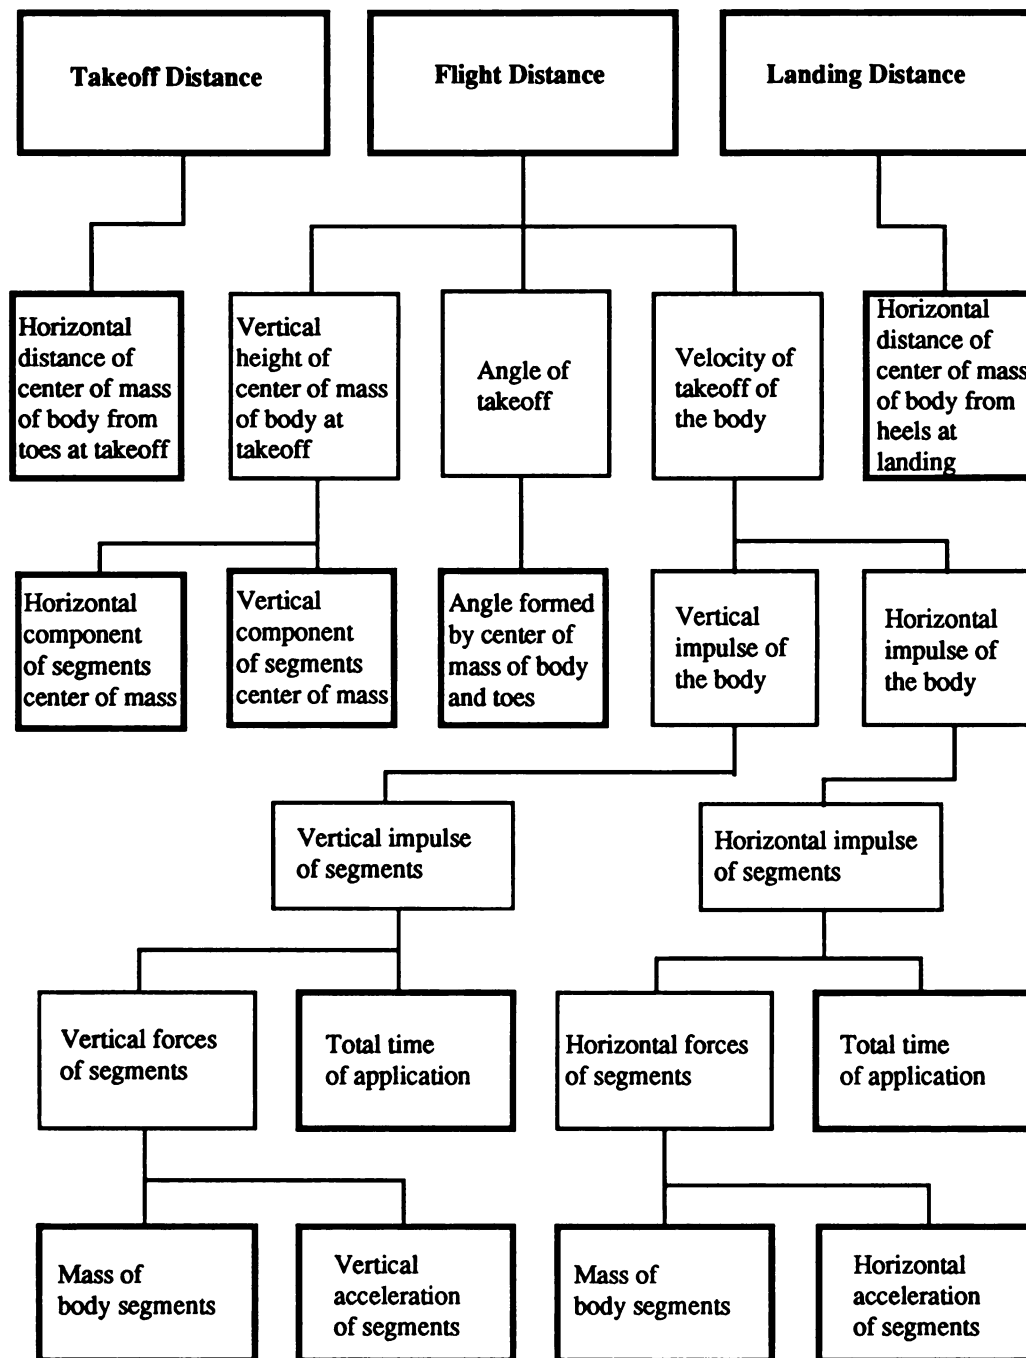 Takeoff Distance
Flight Distance
Landing Distance
Horizontal
distance of
center of mass
of body from
toes at takeoff
Vertical
height of
center of mass
of body at
takeoff
Angle of
takeoff
Velocity of
takeoff of
the body
Horizontal
distance of
center of mass
of body from
heels at
landing
Horizontal
component
of segments
center of mass
Vertical
component
of segments
center of mass
Angle formed
by center of
mass of body
and toes
Vertical
impulse of
the body
Horizontal
impulse of
the body
Vertical impulse
of segments
Horizontal impulse
of segments
Vertical forces
of segments
Total time
of application
Horizontal forces
of segments
Total time
of application
Mass of
body segments
Vertical
acceleration
of segments
Mass of
body segments
Horizontal
acceleration
of segments